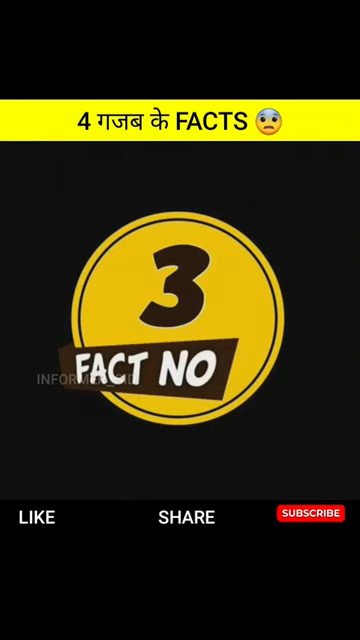 4 गजब के FACTS 😨
3
FACT NO
LIKE
SHARE
SUBSCRIBE